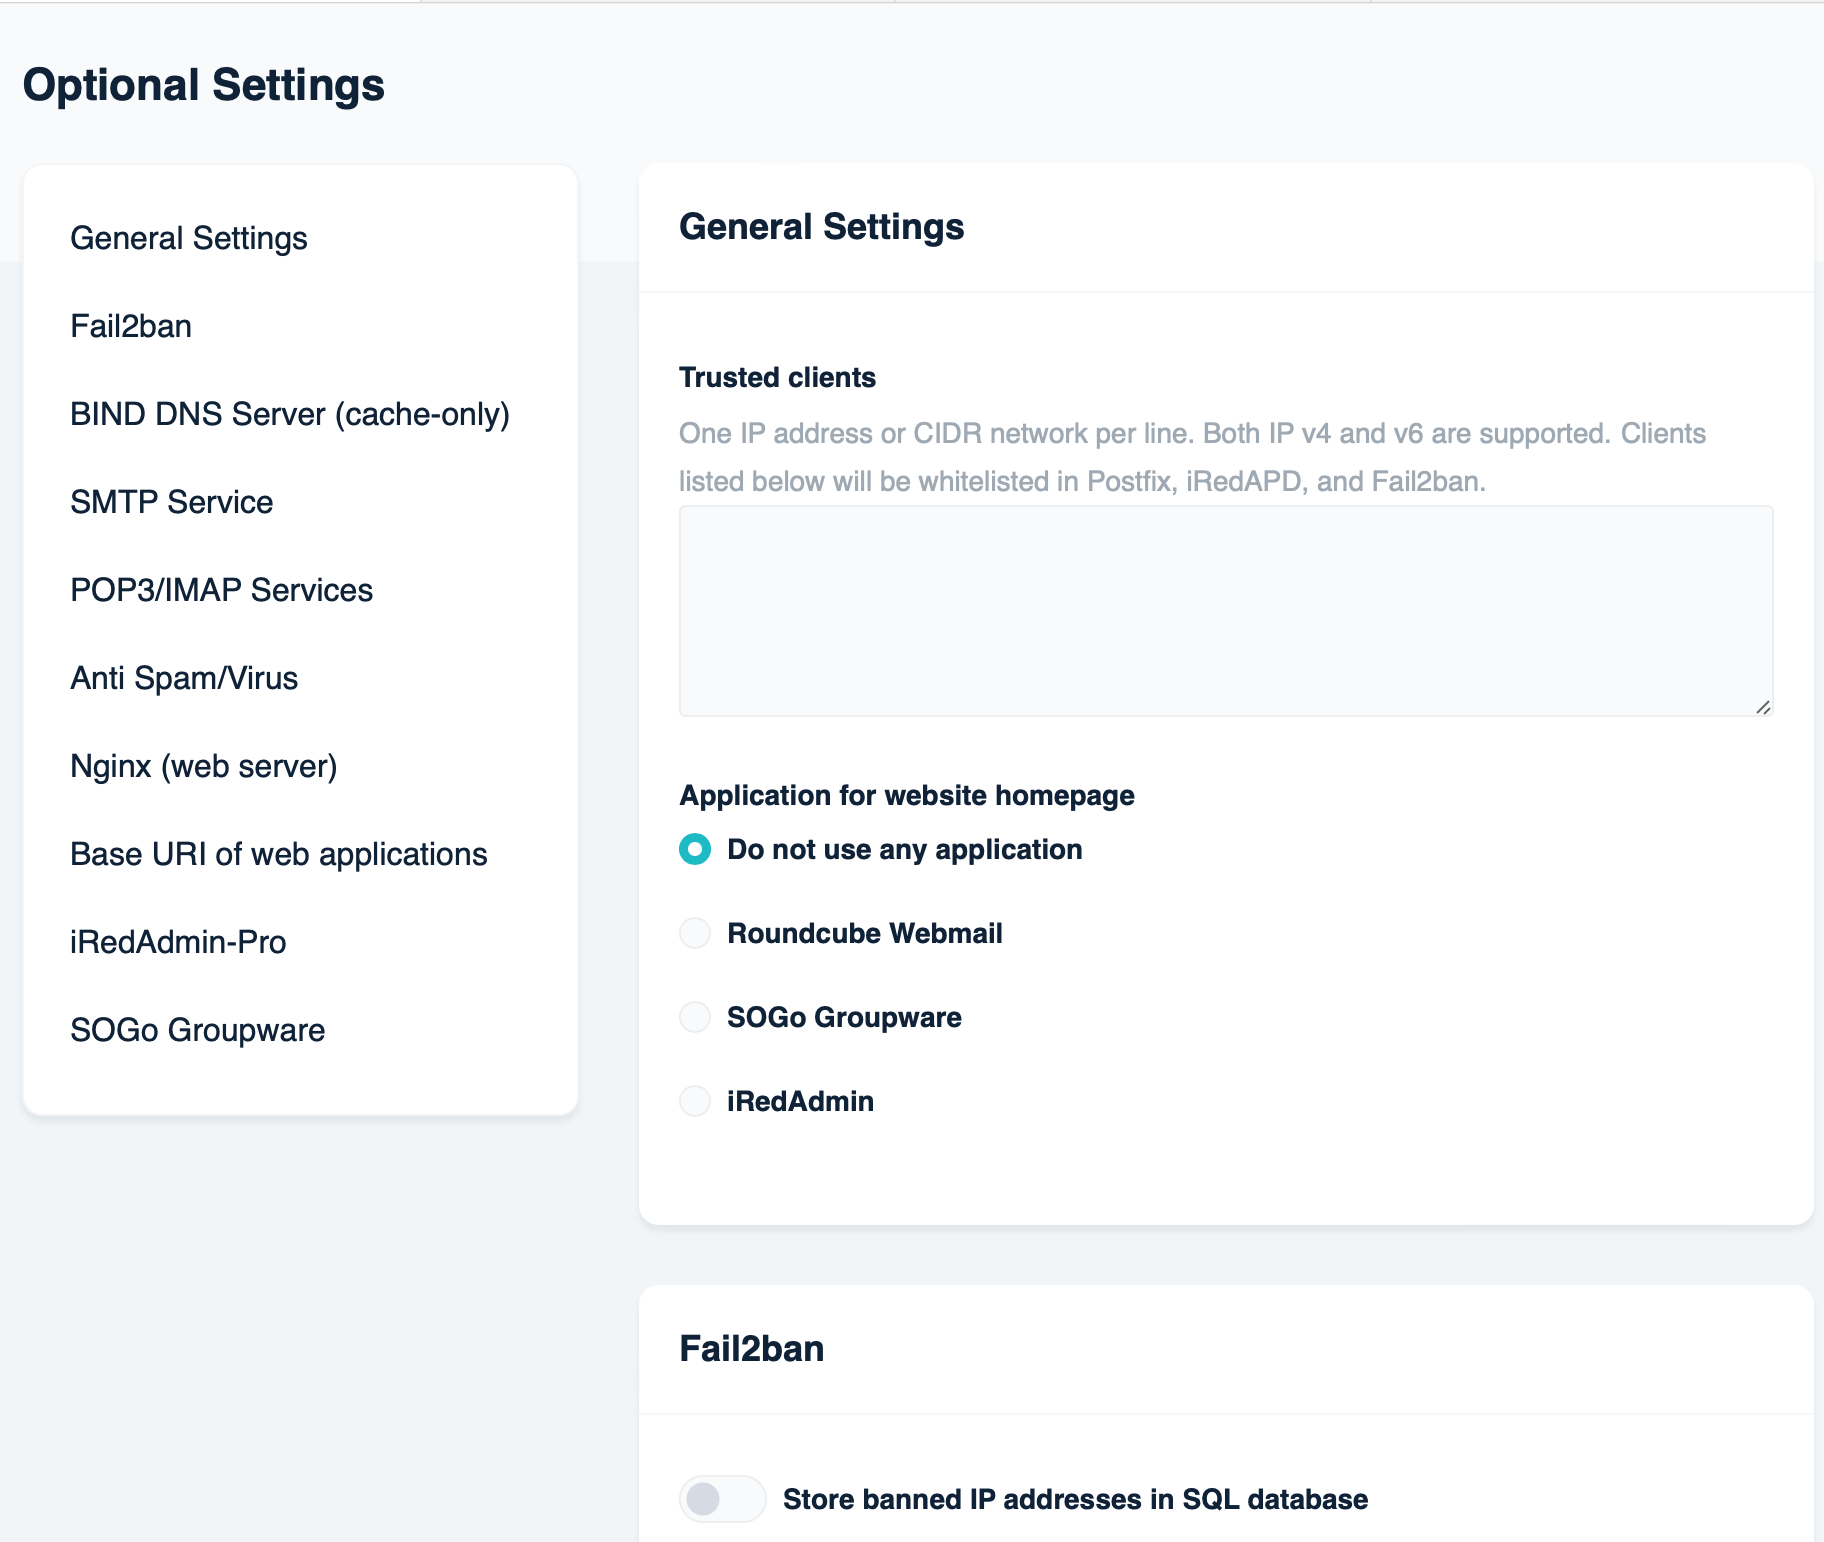 Optional Settings
General Settings
Fail2ban
BIND DNS Server (cache-only)
SMTP Service
POP3/IMAP Services
Anti Spam/Virus
Nginx (web server)
Base URI of web applications
iRedAdmin-Pro
SOGo Groupware
General Settings
Trusted clients
One IP address or CIDR network per line. Both IP v4 and v6 are supported. Clients
listed below will be whitelisted in Postfix, iRedAPD, and Fail2ban.
Application for website homepage
Do not use any application
Roundcube Webmail
SOGo Groupware
iRedAdmin
Fail2ban
Store banned IP addresses in SQL database